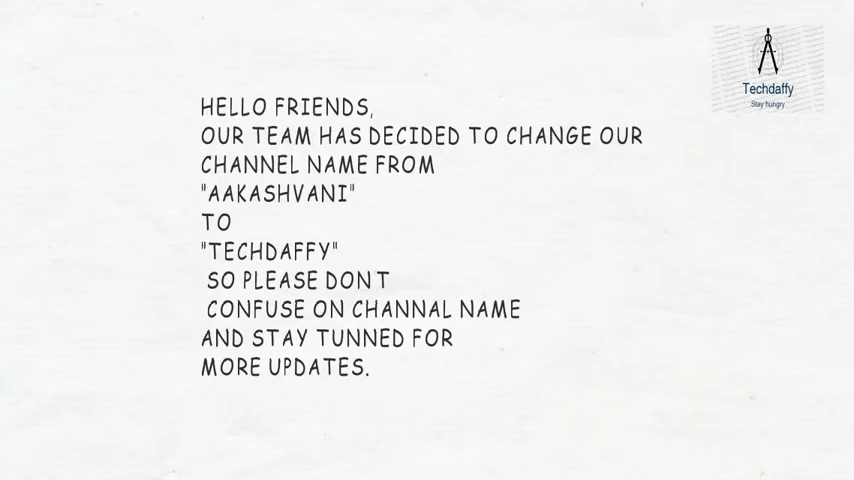 Techdaffy
Stay hungry
HELLO FRIENDS,
OUR TEAM HAS DECIDED TO CHANGE OUR
CHANNEL NAME FROM
"AAKASHVANI"
TO
"TECHDAFFY"
SO PLEASE DON'T
CONFUSE ON CHANNAL NAME
AND STAY TUNNED FOR
MORE UPDATES.